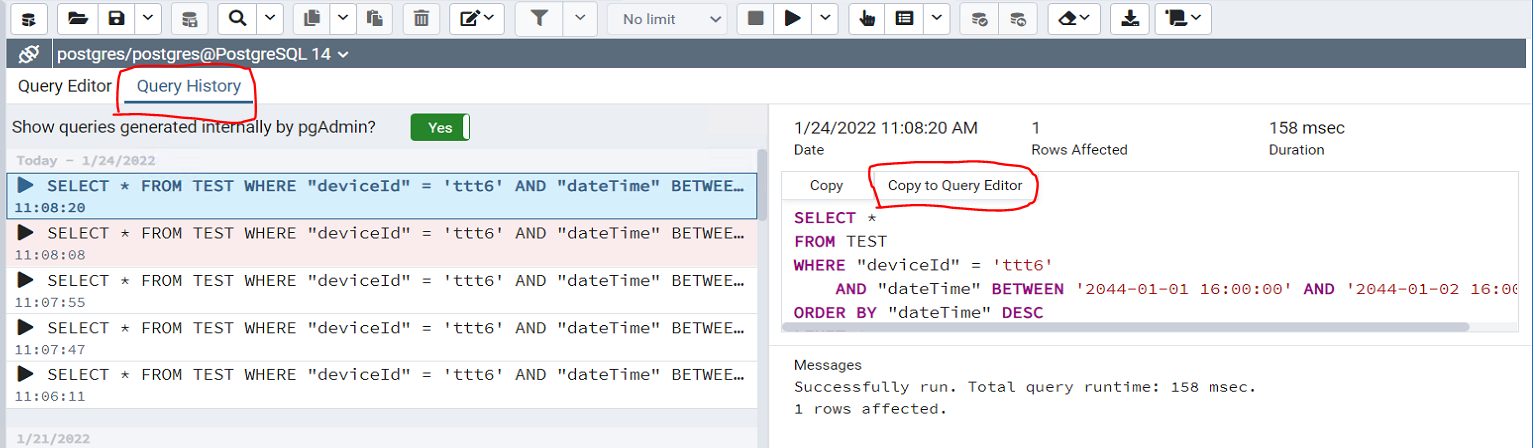 No limit
postgres/postgres@PostgreSQL 14
Query Editor Query History
Show queries generated internally by pgAdmin? Yes
Today - 1/24/2022
SELECT * FROM TEST WHERE "deviceId" = 'ttt6' AND "dateTime" BETWEE…
11:08:20
SELECT * FROM TEST WHERE "deviceId" = 'ttt6' AND "dateTime" BETWEE…
11:08:08
SELECT * FROM TEST WHERE "deviceId" = 'ttt6' AND "dateTime" BETWEE…
11:07:55
SELECT * FROM TEST WHERE "deviceId" = 'ttt6' AND "dateTime" BETWEE…
11:07:47
SELECT * FROM TEST WHERE "deviceId" = 'ttt6' AND "dateTime" BETWEE…
11:06:11
1/21/2022
1/24/2022 11:08:20 AM 1 158 msec
Date Rows Affected Duration
Copy Copy to Query Editor
SELECT *
FROM TEST
WHERE "deviceId" = 'ttt6'
AND "dateTime" BETWEEN '2044-01-01 16:00:00' AND '2044-01-02 16:00
ORDER BY "dateTime" DESC
Messages
Successfully run. Total query runtime: 158 msec.
1 rows affected.